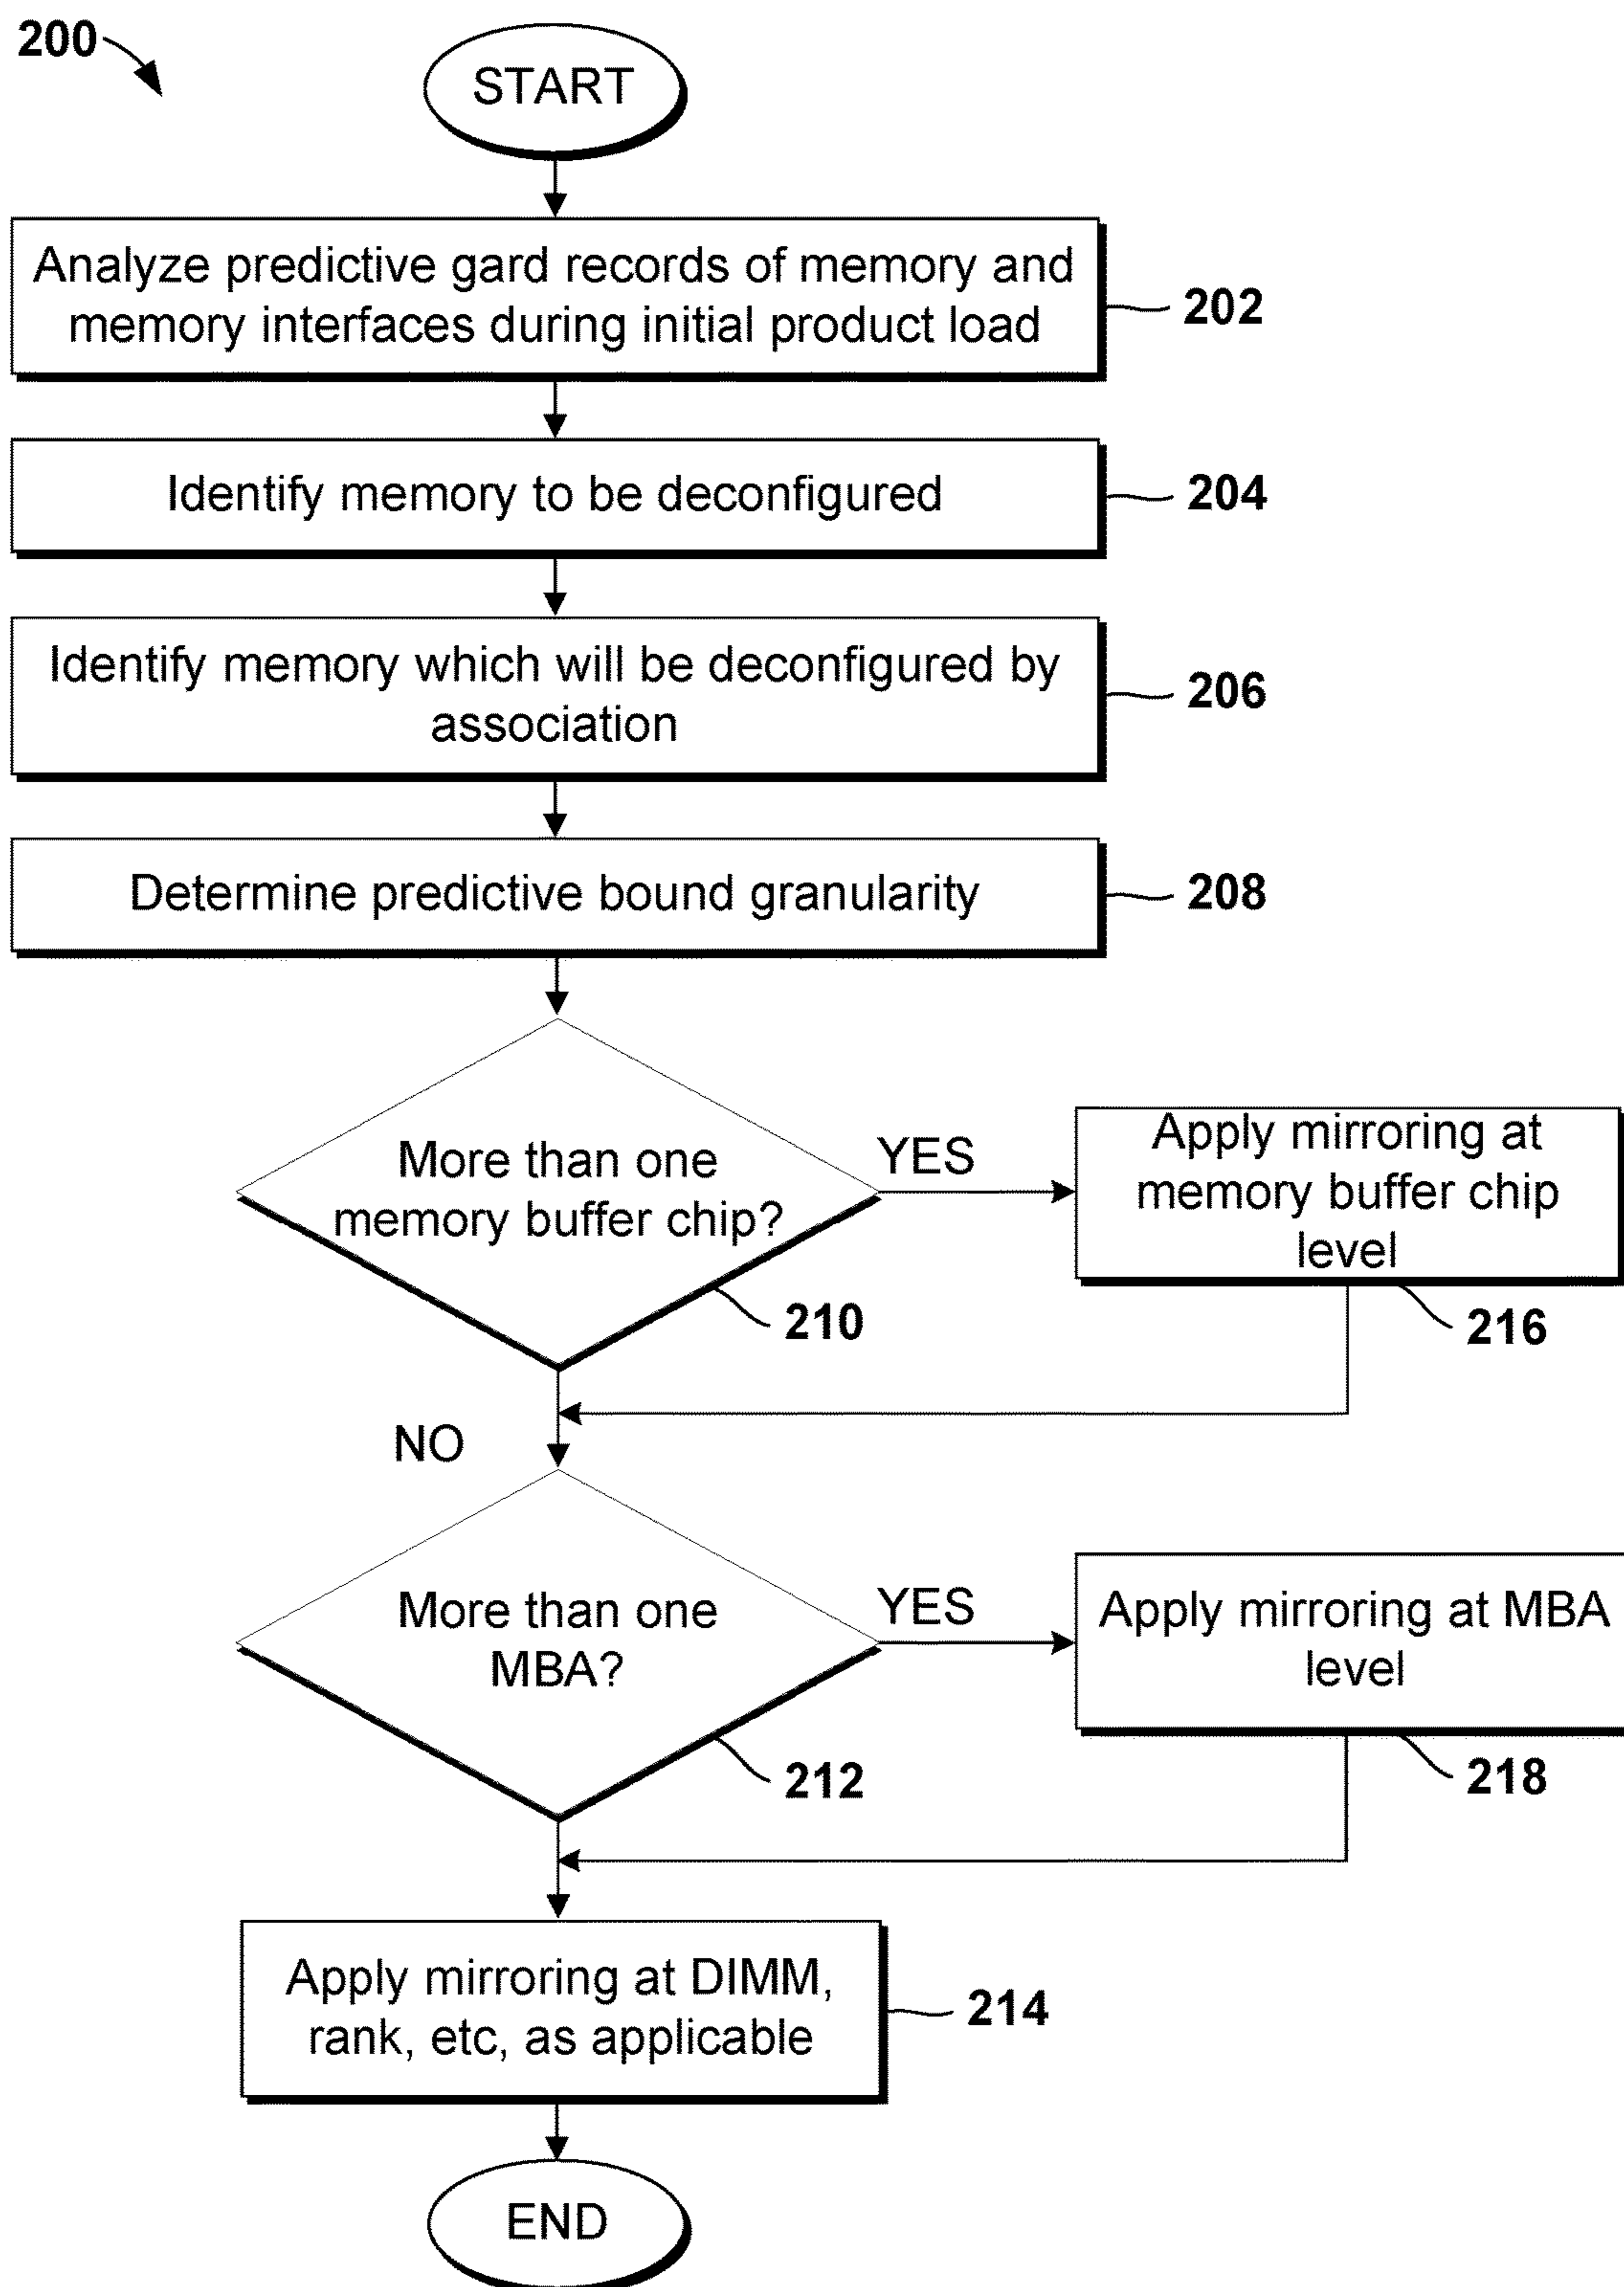 200
START
Analyze predictive gard records of memory and
memory interfaces during initial product load
202
Identify memory to be deconfigured
204
Identify memory which will be deconfigured by
association
206
Determine predictive bound granularity
208
More than one
memory buffer chip?
210
YES
Apply mirroring at
memory buffer chip
level
216
NO
More than one
MBA?
212
YES
Apply mirroring at MBA
level
218
Apply mirroring at DIMM,
rank, etc, as applicable
214
END